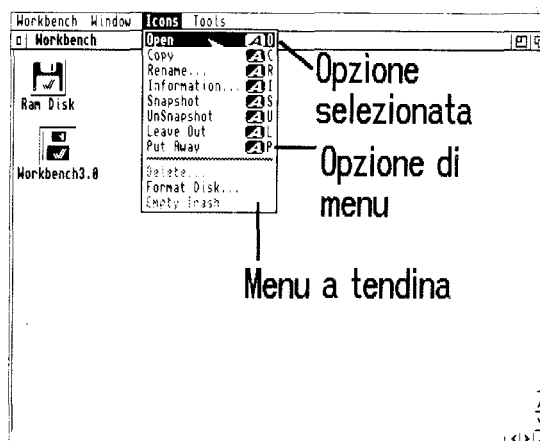 Workbench Window Icons Tools
Workbench
Open A O
Copy A C
Rename... A R
Information... A I
Snapshot A S
UnSnapshot A U
Leave Out A L
Put Away A P
Delete...
Format Disk...
Empty Trash
Ram Disk
Workbench3.0
Opzione
selezionata
Opzione di
menu
Menu a tendina